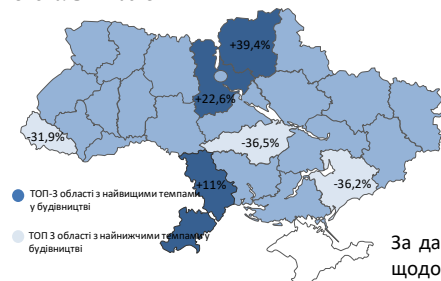 +39,4%
+22,6%
-31,9%
-36,5%
+11%
-36,2%
ТОП-3 області з найвищими темпами
у будівництві
ТОП 3 області з найнижчими темпами у
будівництві
За да
щодо